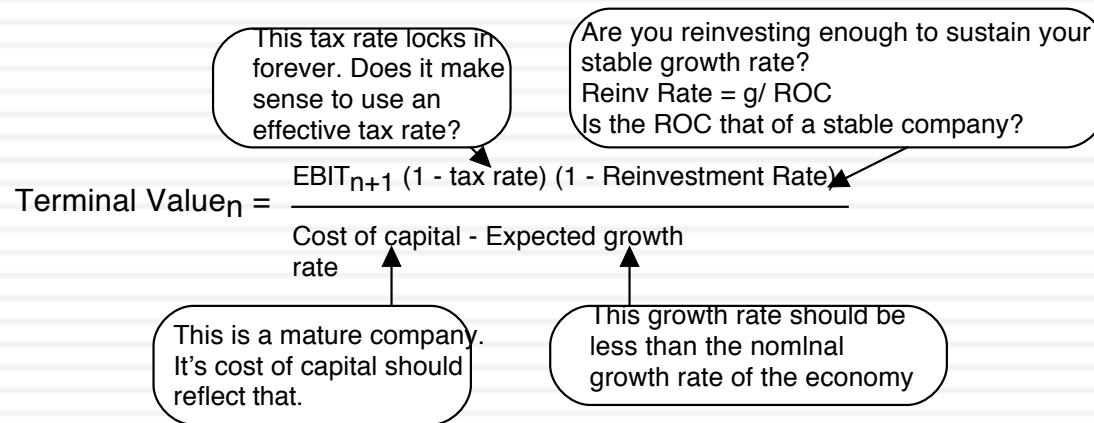 This tax rate locks in
forever. Does it make
sense to use an
effective tax rate?
Are you reinvesting enough to sustain your
stable growth rate?
Reinv Rate = g/ ROC
Is the ROC that of a stable company?
EBITn+1 (1 - tax rate) (1 - Reinvestment Rate)
Terminal Valuen =
Cost of capital - Expected growth
rate
This is a mature company.
It's cost of capital should
reflect that.
This growth rate should be
less than the nomInal
growth rate of the economy